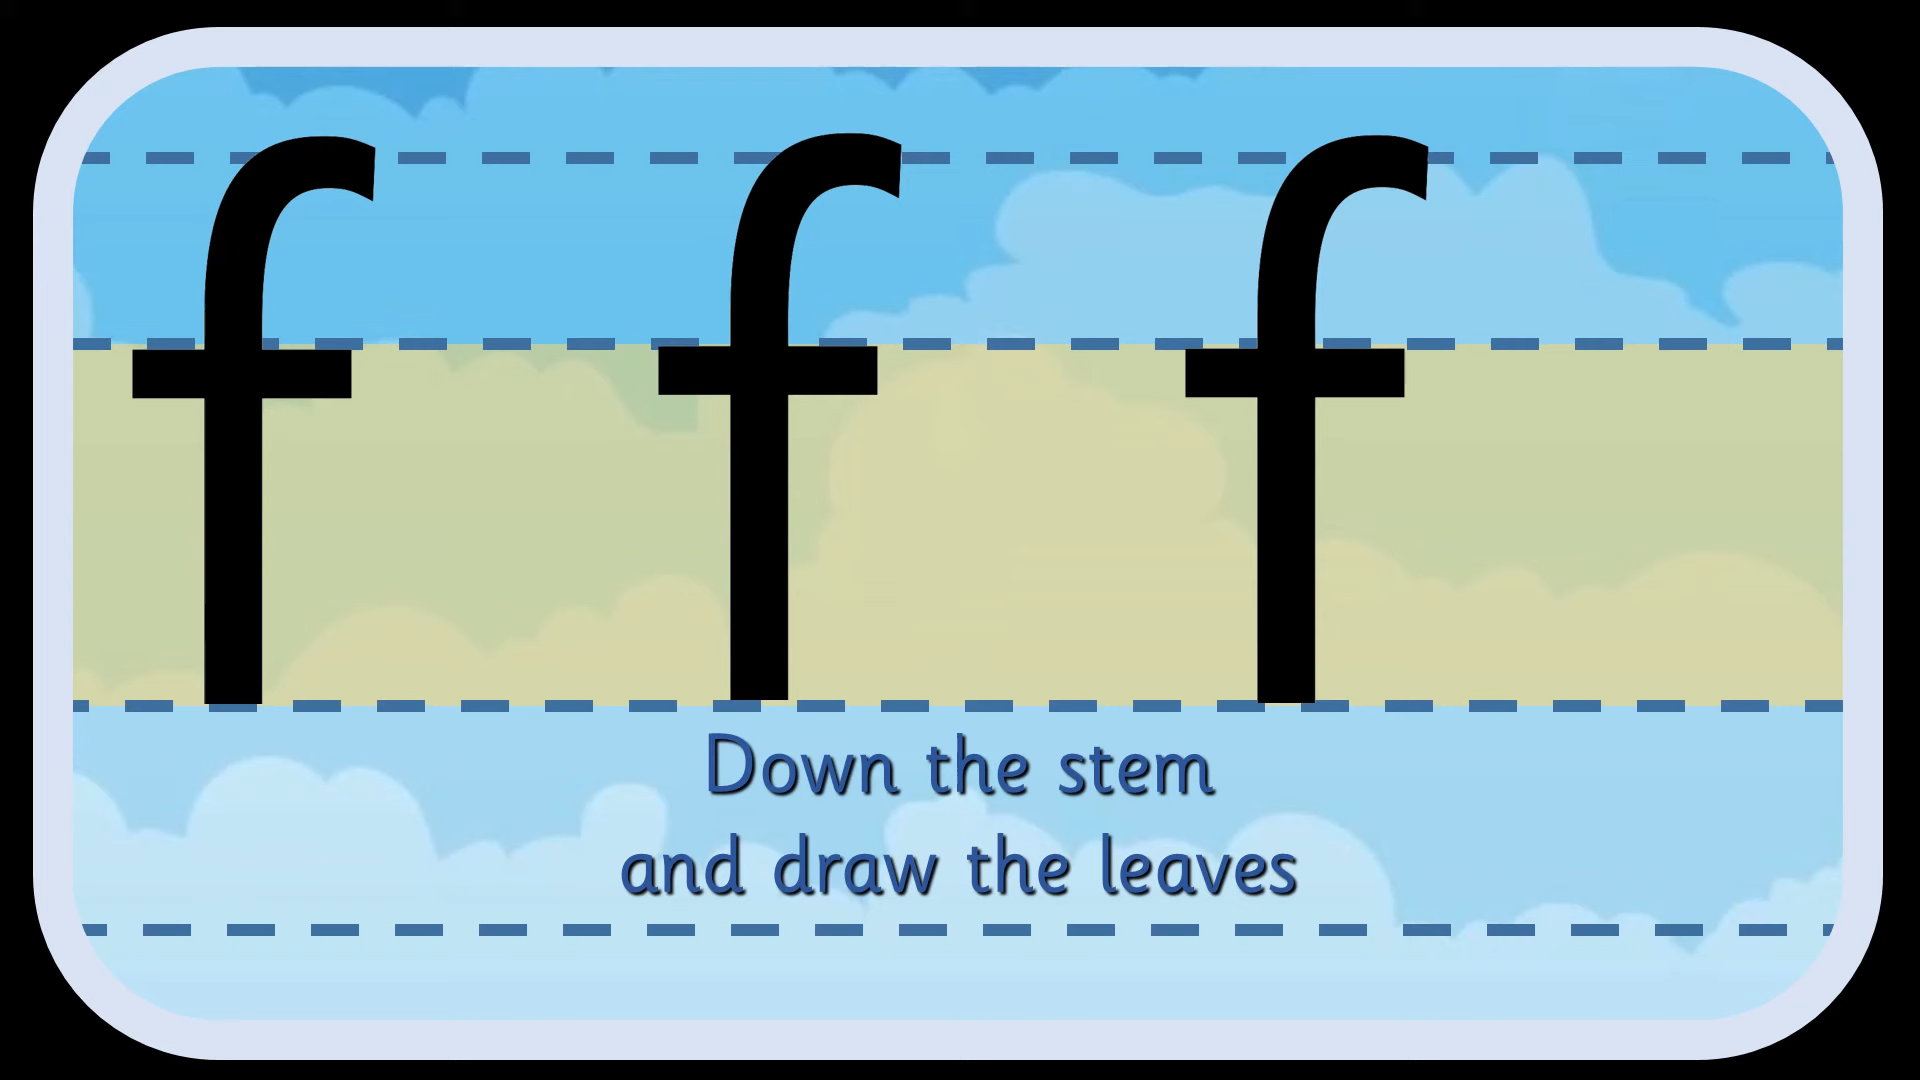 f f f
Down the stem
and draw the leaves